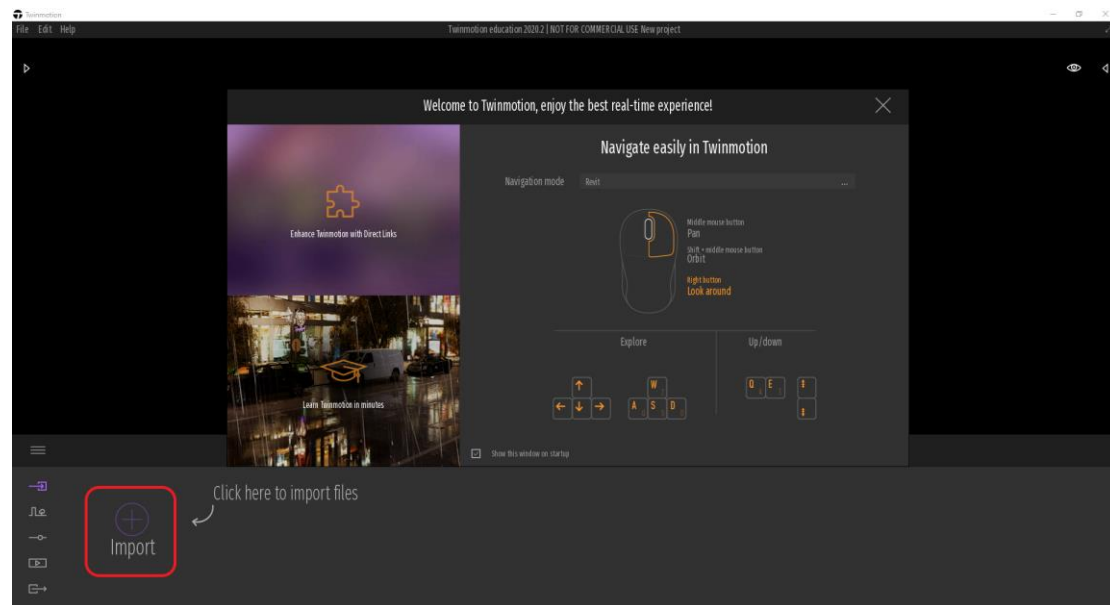 Twinmotion
File Edit Help
Twinmotion education 2020.2 | NOT FOR COMMERCIAL USE New project
Welcome to Twinmotion, enjoy the best real-time experience!
Navigate easily in Twinmotion
Navigation mode Revit ...
Enhance Twinmotion with Direct Links
Middle mouse button
Pan
Shift + middle mouse button
Orbit
Right button
Look around
Explore Up/down
W Q E
A S D
Learn Twinmotion in minutes
Show this window on startup
Click here to import files
Import